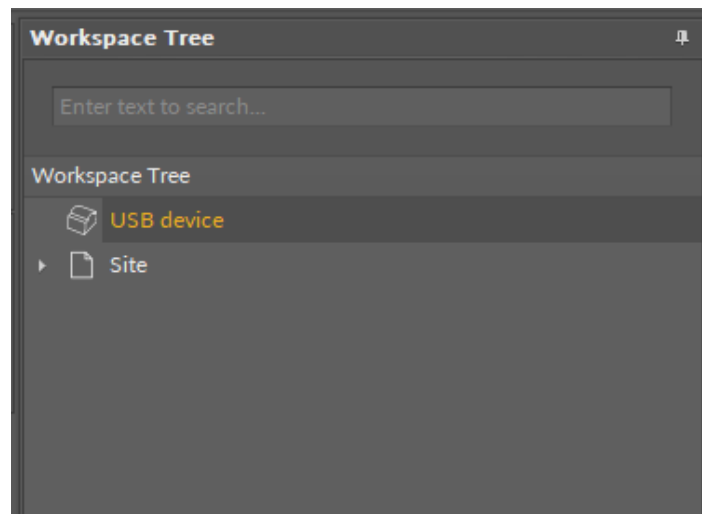 Workspace Tree
Enter text to search...
Workspace Tree
USB device
Site